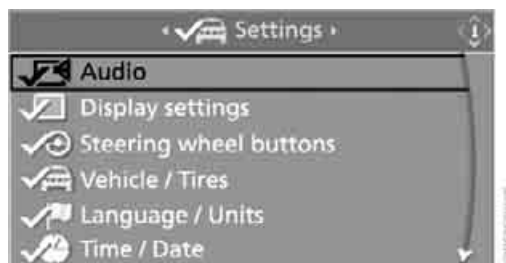 Settings
Audio
Display settings
Steering wheel buttons
Vehicle / Tires
Language / Units
Time / Date